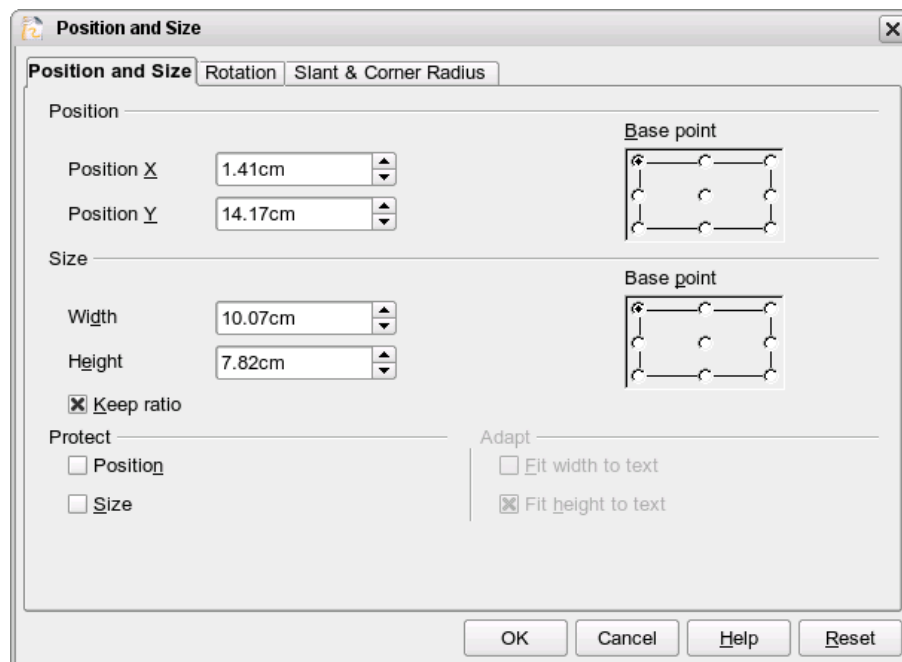 Position and Size
Position and Size Rotation Slant & Corner Radius
Position
Base point
Position X 1.41cm
Position Y 14.17cm
Size
Base point
Width 10.07cm
Height 7.82cm
Keep ratio
Protect Adapt
Position Fit width to text
Size Fit height to text
OK Cancel Help Reset